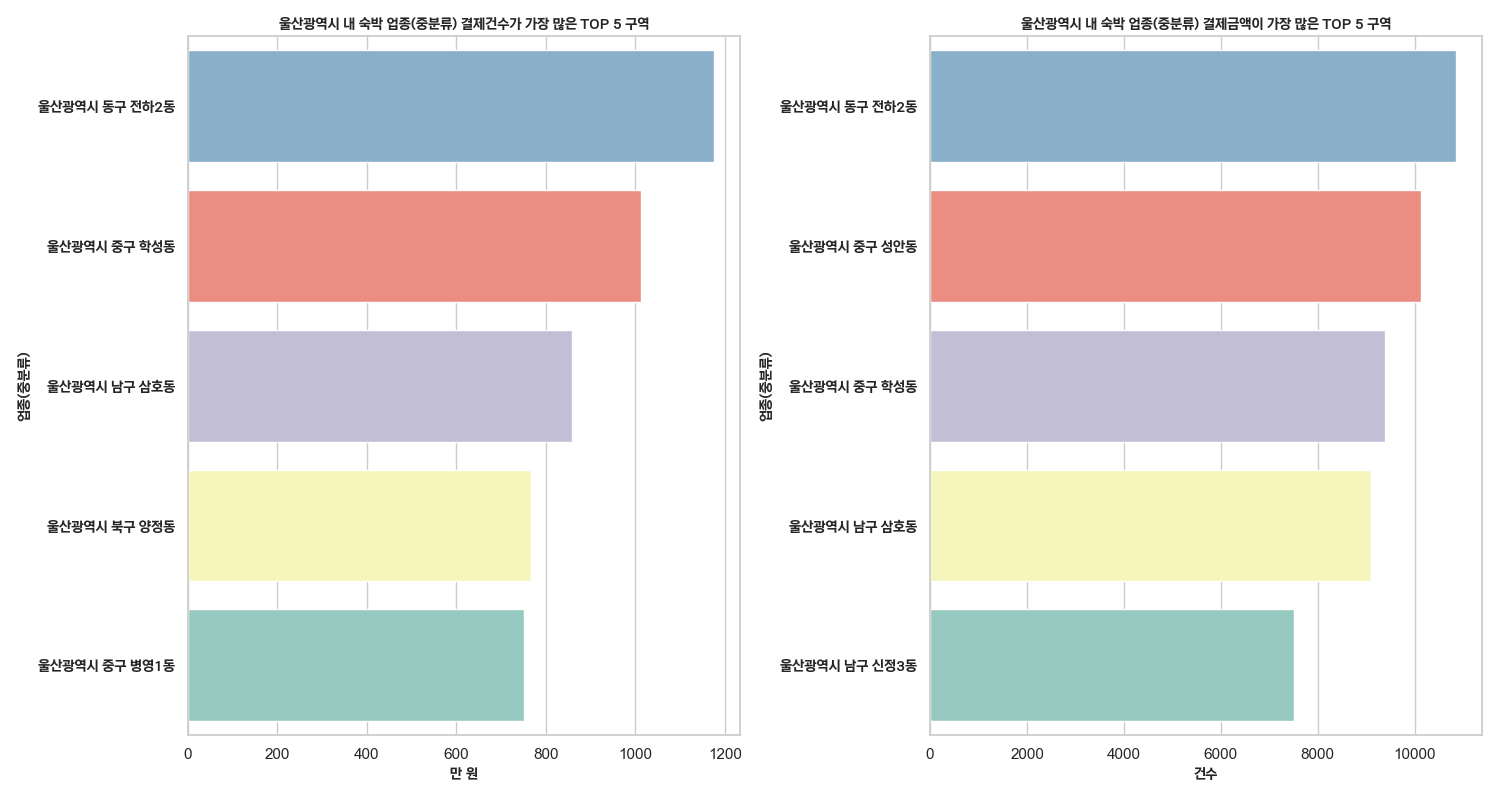 울산광역시 내 숙박 업종(중분류) 결제건수가 가장 많은 TOP 5 구역
울산광역시 동구 전하2동
울산광역시 중구 학성동
울산광역시 남구 삼호동
울산광역시 북구 양정동
울산광역시 중구 병영1동
업종(중분류)
0 200 400 600 800 1000 1200
만 원
울산광역시 내 숙박 업종(중분류) 결제금액이 가장 많은 TOP 5 구역
울산광역시 동구 전하2동
울산광역시 중구 성안동
울산광역시 중구 학성동
울산광역시 남구 삼호동
울산광역시 남구 신정3동
업종(중분류)
0 2000 4000 6000 8000 10000
건수